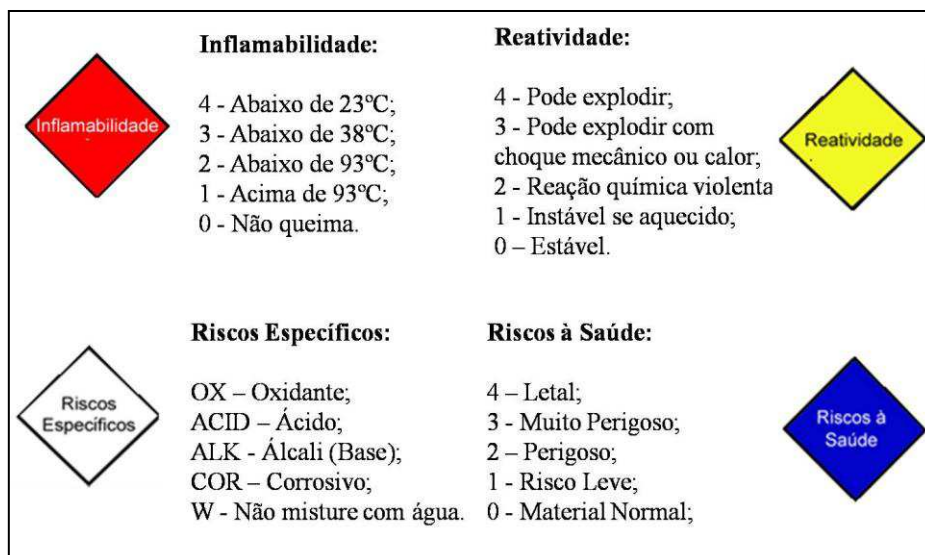 Inflamabilidade
Inflamabilidade:
4 - Abaixo de 23ºC;
3 - Abaixo de 38ºC;
2 - Abaixo de 93ºC;
1 - Acima de 93ºC;
0 - Não queima.
Reatividade:
4 - Pode explodir;
3 - Pode explodir com
choque mecânico ou calor;
2 - Reação química violenta
1 - Instável se aquecido;
0 – Estável.
Reatividade
Riscos
Específicos
Riscos Específicos:
OX – Oxidante;
ACID – Ácido;
ALK - Álcali (Base);
COR – Corrosivo;
W - Não misture com água.
Riscos à Saúde:
4 – Letal;
3 - Muito Perigoso;
2 – Perigoso;
1 - Risco Leve;
0 - Material Normal;
Riscos à
Saúde